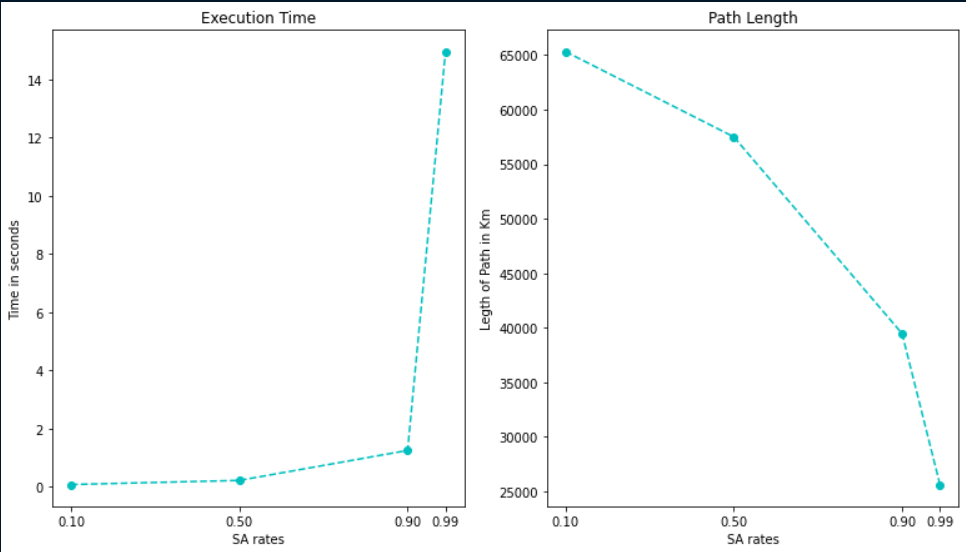 Execution Time
Time in seconds
14
12
10
8
6
4
2
0
0.10 0.50 0.90 0.99
SA rates
Path Length
Legth of Path in Km
65000
60000
55000
50000
45000
40000
35000
30000
25000
0.10 0.50 0.90 0.99
SA rates